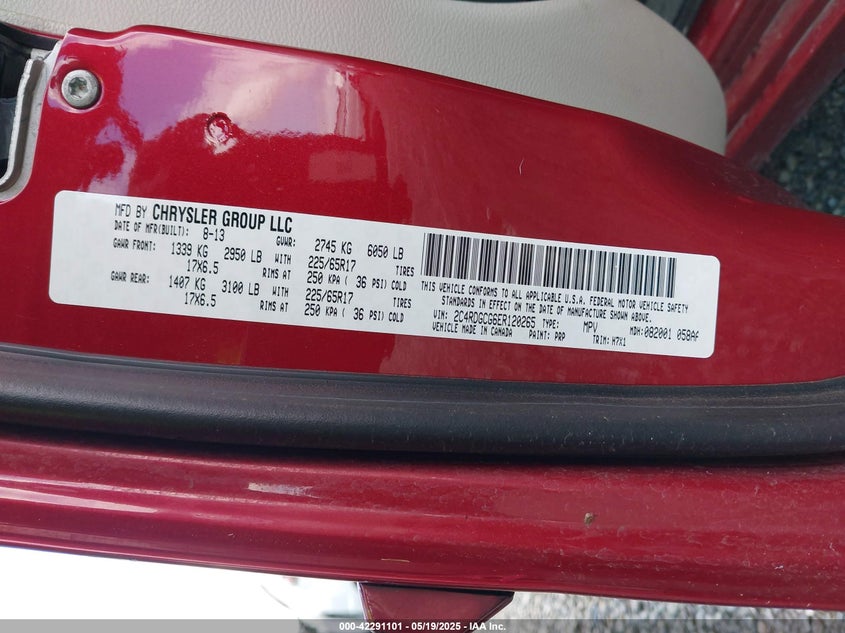 MFD BY CHRYSLER GROUP LLC
DATE OF MFR(BUILT): 8-13 GVWR: 2745 KG 6050 LB
GAWR FRONT: 1339 KG 2950 LB WITH 225/65R17 TIRES
17X6.5 RIMS AT 250 KPA ( 36 PSI) COLD
GAWR REAR: 1407 KG 3100 LB WITH 225/65R17 TIRES
17X6.5 RIMS AT 250 KPA ( 36 PSI) COLD
THIS VEHICLE CONFORMS TO ALL APPLICABLE U.S.A. FEDERAL MOTOR VEHICLE SAFETY
STANDARDS IN EFFECT ON THE DATE OF MANUFACTURE SHOWN ABOVE.
VIN: 2C4RDGCG6ER120265 TYPE: MPV MDH:082001 058AF
VEHICLE MADE IN CANADA PAINT: PRP TRIM: H7X1
000-42291101 - 05/19/2025 - IAA Inc.